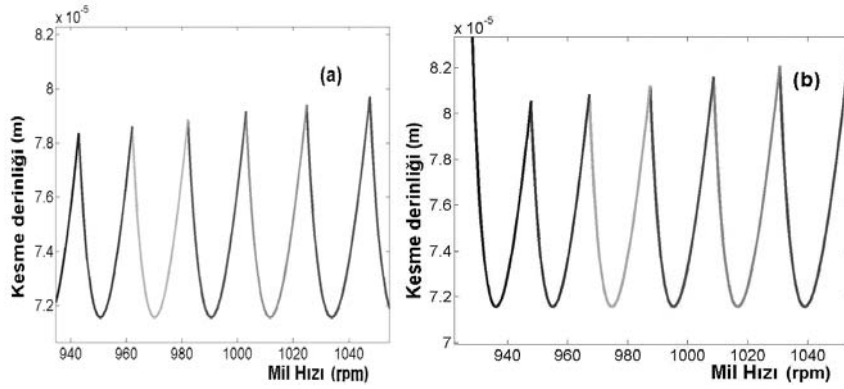 x 10⁻⁵
8.2
(a)
8
7.8
7.6
7.4
7.2
Kesme derinliği (m)
940 960 980 1000 1020 1040
Mil Hızı (rpm)
x 10⁻⁵
8.2
(b)
8
7.8
7.6
7.4
7.2
7
Kesme derinliği (m)
940 960 980 1000 1020 1040
Mil Hızı (rpm)